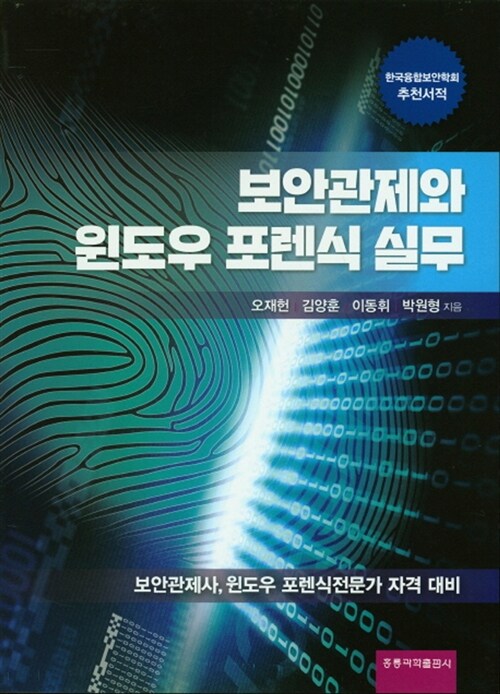 한국융합보안학회
추천서적
보안관제와
윈도우 포렌식 실무
오재헌 김양훈 이동휘 박원형 지음
보안관제사, 윈도우 포렌식전문가 자격 대비
홍릉과학출판사